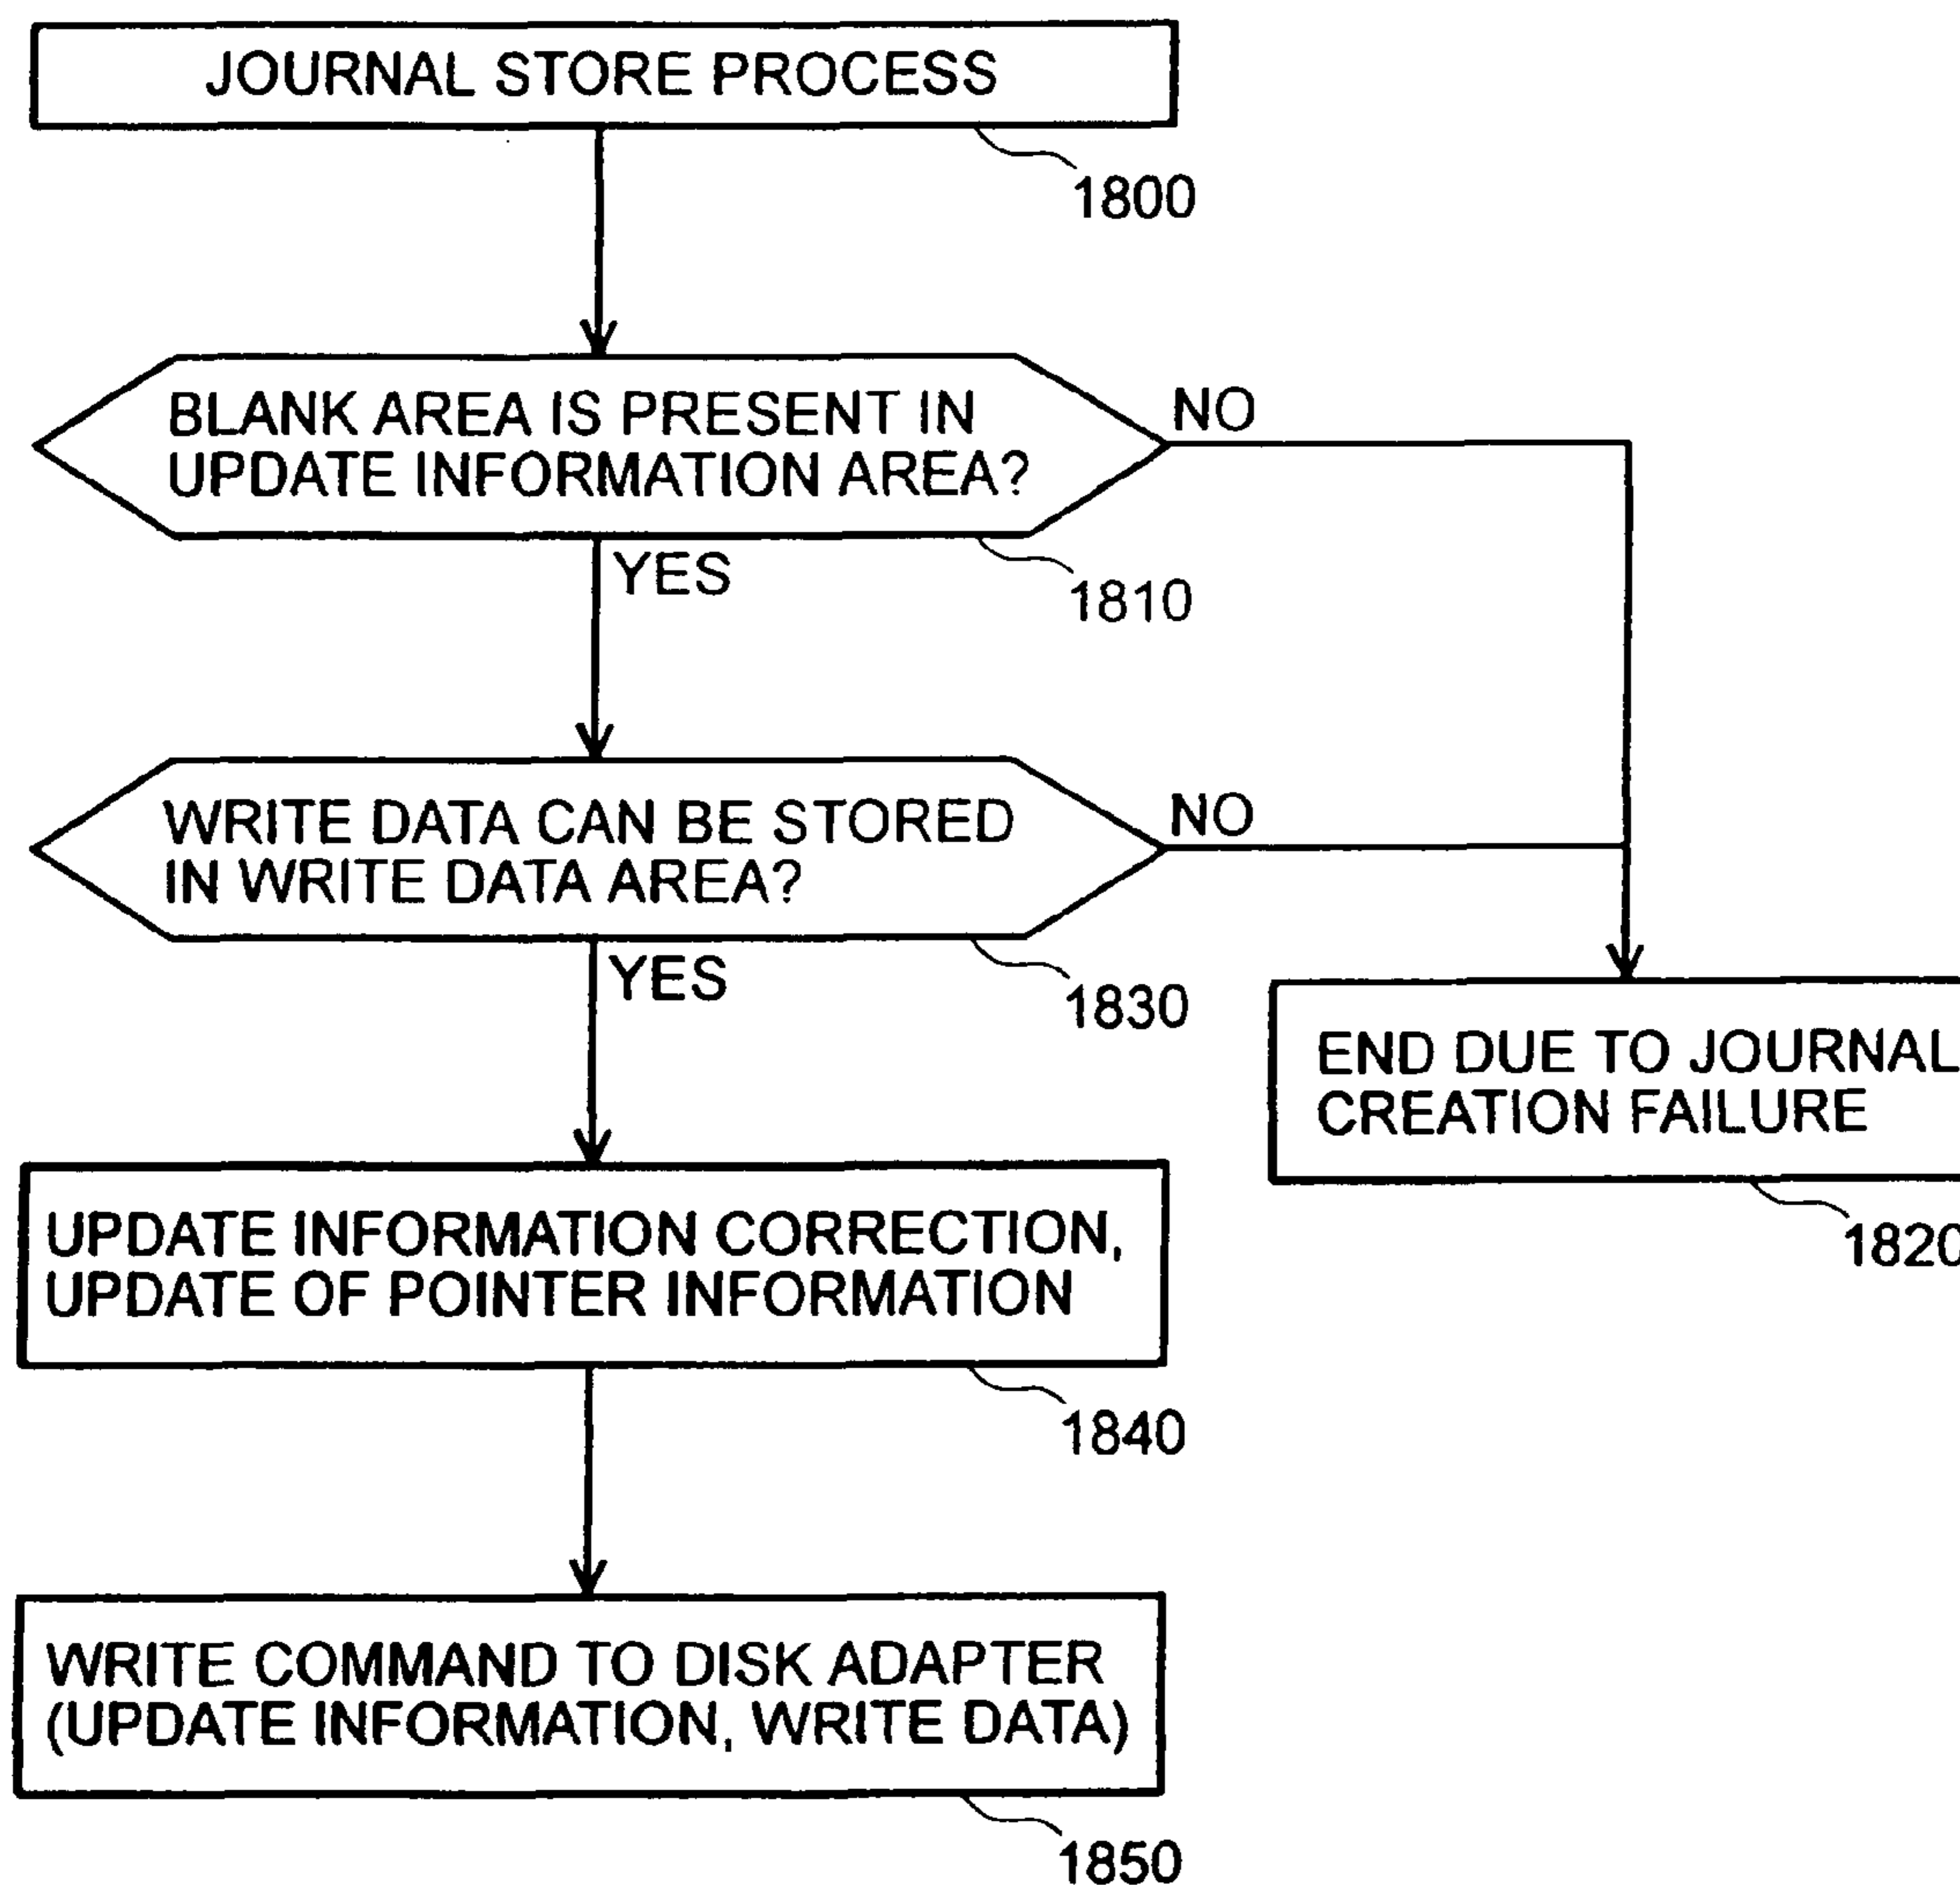 JOURNAL STORE PROCESS
1800
BLANK AREA IS PRESENT IN
UPDATE INFORMATION AREA?
NO
YES
1810
WRITE DATA CAN BE STORED
IN WRITE DATA AREA?
NO
YES
1830
END DUE TO JOURNAL
CREATION FAILURE
1820
UPDATE INFORMATION CORRECTION,
UPDATE OF POINTER INFORMATION
1840
WRITE COMMAND TO DISK ADAPTER
(UPDATE INFORMATION, WRITE DATA)
1850